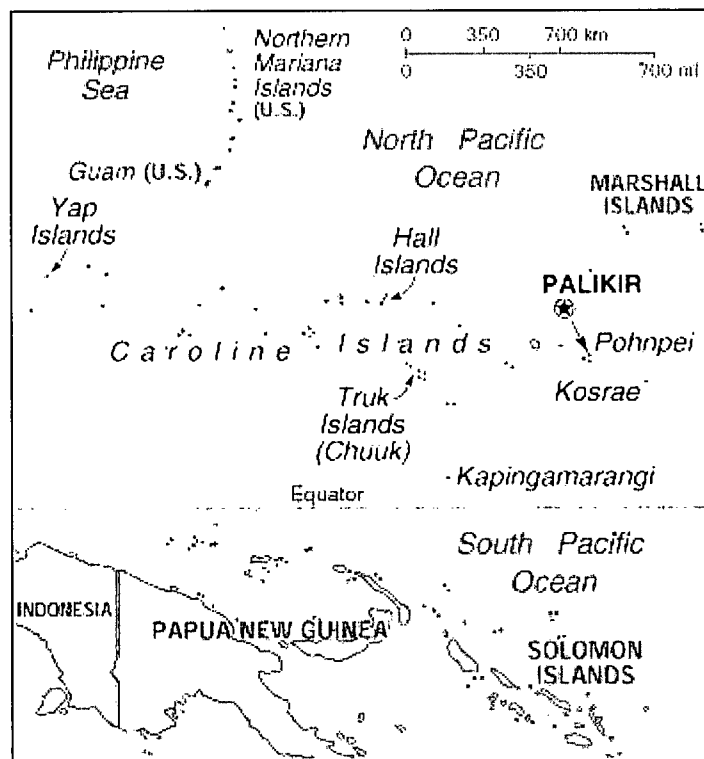 Philippine
Sea
Northern
Mariana
Islands
(U.S.)
0 350 700 km
0 350 700 mi
North Pacific
Ocean
Guam (U.S.)
MARSHALL
ISLANDS
Yap
Islands
Hall
Islands
PALIKIR
Caroline Islands
Pohnpei
Kosrae
Truk
Islands
(Chuuk)
Kapingamarangi
Equator
South Pacific
Ocean
INDONESIA
PAPUA NEW GUINEA
SOLOMON
ISLANDS